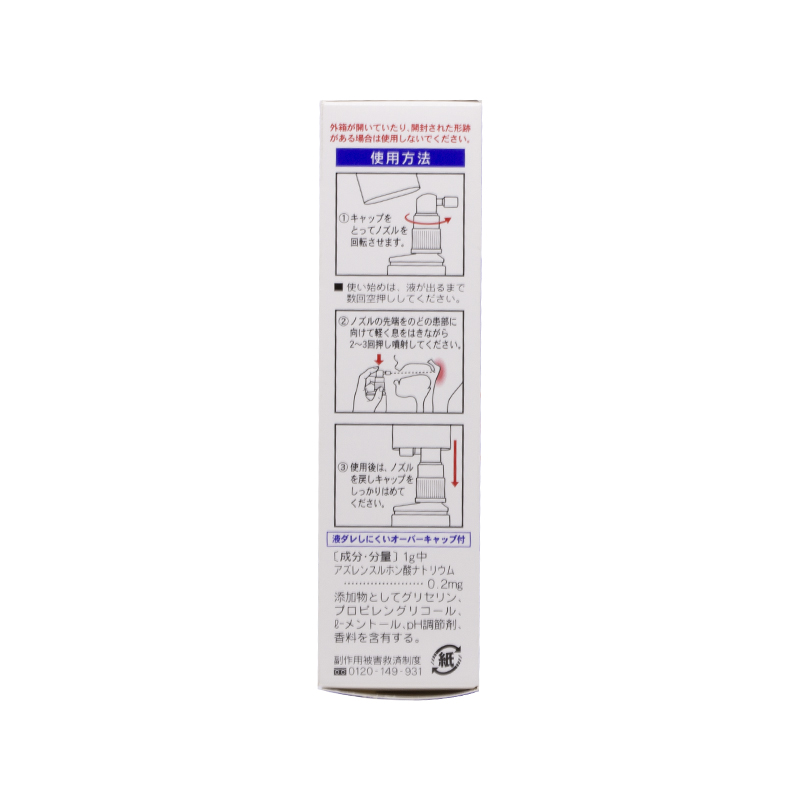 外箱が開いていたり、開封された形跡
がある場合は使用しないでください。
使用方法
①キャップを
とってノズルを
回転させます。
■使い始めは、液が出るまで
数回空押ししてください。
②ノズルの先端をのどの患部に
向けて軽く息をはきながら
2〜3回押し噴射してください。
③使用後は、ノズル
を戻しキャップを
しっかりはめて
ください。
液ダレしにくいオーバーキャップ付
〔成分・分量〕1g中
アズレンスルホン酸ナトリウム
……………………0.2mg
添加物としてグリセリン、
プロピレングリコール、
ℓ-メントール、pH調節剤、
香料を含有する。
副作用被害救済制度
0120-149-931
紙